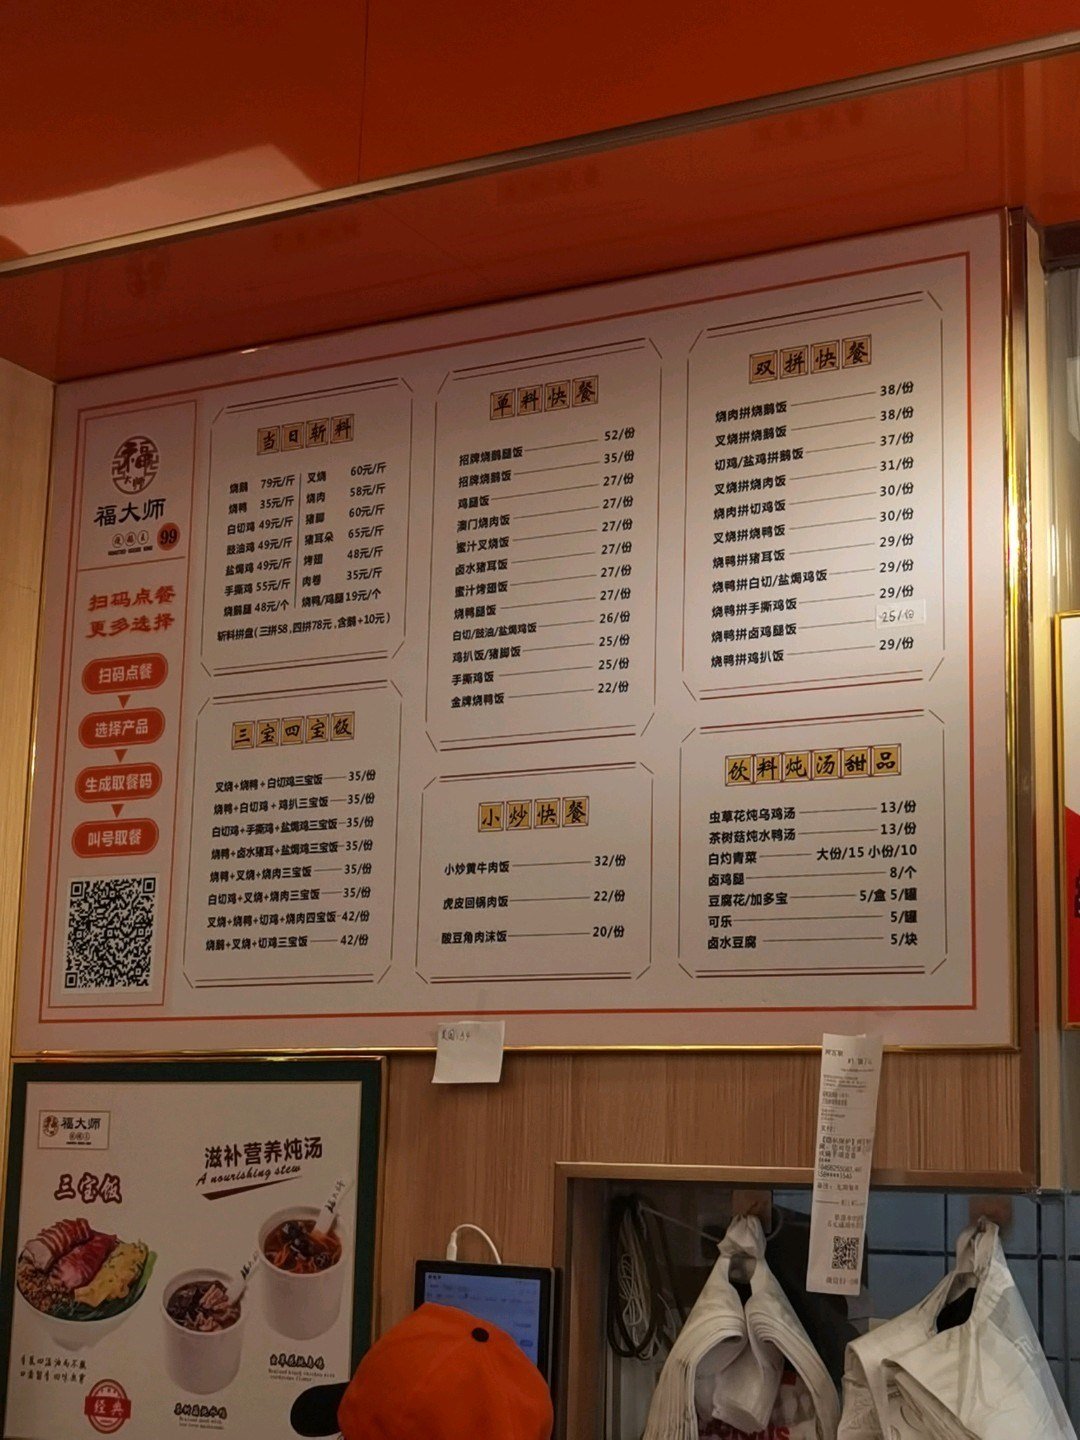 福大师
烧腊王
99
扫码点餐
更多选择
扫码点餐
选择产品
生成取餐码
叫号取餐
当日斩料
烧鹅 79元/斤 叉烧 60元/斤
烧鸭 35元/斤 烧肉 58元/斤
白切鸡 49元/斤 猪脚 60元/斤
豉油鸡 49元/斤 猪耳朵 65元/斤
盐焗鸡 49元/斤 烤翅 48元/斤
手撕鸡 55元/斤 肉卷 35元/斤
烧鹅腿 48元/个 烧鸭/鸡腿 19元/个
斩料拼盘(三拼58,四拼78元,含鹅+10元)
三宝四宝饭
叉烧+烧鸭+白切鸡三宝饭 35/份
烧鸭+白切鸡+鸡扒三宝饭 35/份
白切鸡+手撕鸡+盐焗鸡三宝饭 35/份
烧鸭+卤水猪耳+盐焗鸡三宝饭 35/份
烧鸭+叉烧+烧肉三宝饭 35/份
白切鸡+叉烧+烧肉三宝饭 35/份
叉烧+烧鸭+切鸡+烧肉四宝饭 42/份
烧鹅+叉烧+切鸡三宝饭 42/份
单料快餐
招牌烧鹅腿饭 52/份
招牌烧鹅饭 35/份
鸡腿饭 27/份
澳门烧肉饭 27/份
蜜汁叉烧饭 27/份
卤水猪耳饭 27/份
蜜汁烤翅饭 27/份
烧鸭腿饭 27/份
白切/豉油/盐焗鸡饭 26/份
鸡扒饭/猪脚饭 25/份
手撕鸡饭 25/份
金牌烧鸭饭 22/份
小炒快餐
小炒黄牛肉饭 32/份
虎皮回锅肉饭 22/份
酸豆角肉沫饭 20/份
双拼快餐
烧肉拼烧鹅饭 38/份
叉烧拼烧鹅饭 38/份
切鸡/盐鸡拼鹅饭 37/份
叉烧拼烧肉饭 31/份
烧肉拼切鸡饭 30/份
叉烧拼烧鸭饭 30/份
烧鸭拼猪耳饭 29/份
烧鸭拼白切/盐焗鸡饭 29/份
烧鸭拼手撕鸡饭 29/份
烧鸭拼卤鸡腿饭 25/份
烧鸭拼鸡扒饭 29/份
饮料炖汤甜品
虫草花炖乌鸡汤 13/份
茶树菇炖水鸭汤 13/份
白灼青菜 大份/15 小份/10
卤鸡腿 8/个
豆腐花/加多宝 5/盒 5/罐
可乐 5/罐
卤水豆腐 5/块
福大师
三宝饭
滋补营养炖汤
A nourishing stew
经典